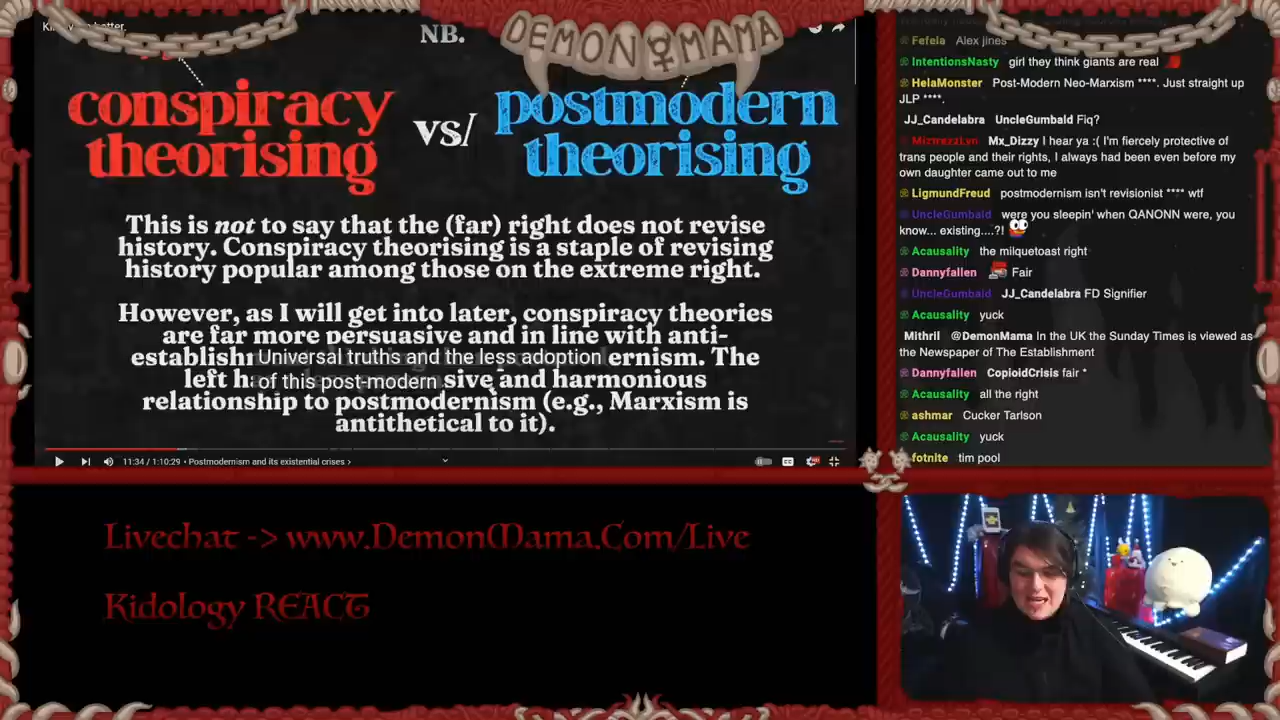 NB.
DEMON MAMA
conspiracy
theorising
vs/
postmodern
theorising
This is not to say that the (far) right does not revise
history. Conspiracy theorising is a staple of revising
history popular among those on the extreme right.
However, as I will get into later, conspiracy theories
are far more persuasive and in line with anti-
ernism. The
left
sive and harmonious
relationship to postmodernism (e.g., Marxism is
antithetical to it).
Universal truths and the less adoption
of this post-modern
11:34 / 1:10:29 • Postmodernism and its existential crises ›
Fefela Alex jines
IntentionsNasty girl they think giants are real
HelaMonster Post-Modern Neo-Marxism ****. Just straight up
JLP ****.
JJ_Candelabra UncleGumbald Fiq?
Mx_Dizzy I hear ya :( I'm fiercely protective of
trans people and their rights, I always had been even before my
own daughter came out to me
LigmundFreud postmodernism isn't revisionist **** wtf
UncleGumbald were you sleepin' when QANONN were, you
know... existing....?!
Acausality the milquetoast right
Dannyfallen Fair
UncleGumbald JJ_Candelabra FD Signifier
Acausality yuck
Mithril @DemonMama In the UK the Sunday Times is viewed as
the Newspaper of The Establishment
Dannyfallen CopioidCrisis fair *
Acausality all the right
ashmar Cucker Tarlson
Acausality yuck
fotnite tim pool
Livechat -> www.DemonMama.Com/Live
Kidology REACT